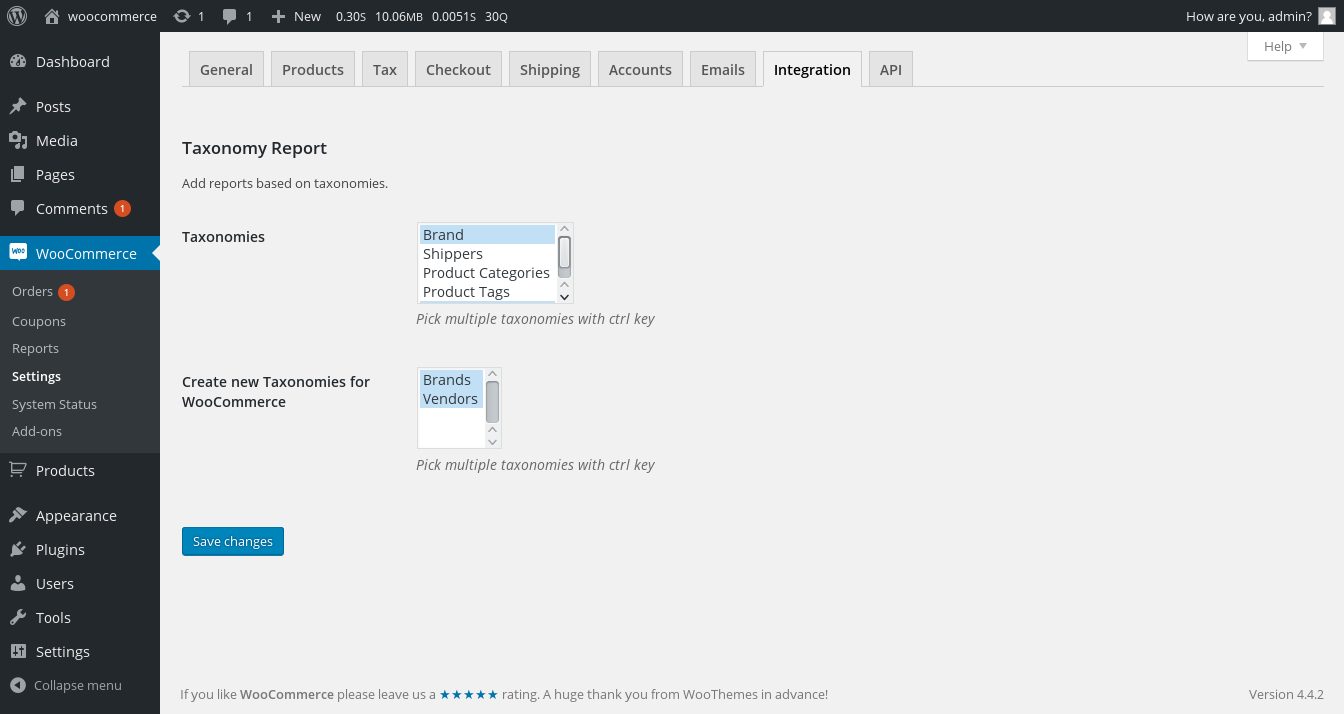 woocommerce 1 1 New 0.30S 10.06MB 0.0051S 30Q How are you, admin?
Help
Dashboard
Posts
Media
Pages
Comments 1
woo WooCommerce
Orders 1
Coupons
Reports
Settings
System Status
Add-ons
Products
Appearance
Plugins
Users
Tools
Settings
Collapse menu
General Products Tax Checkout Shipping Accounts Emails Integration API
Taxonomy Report
Add reports based on taxonomies.
Taxonomies
Brand
Shippers
Product Categories
Product Tags
Pick multiple taxonomies with ctrl key
Create new Taxonomies for
WooCommerce
Brands
Vendors
Pick multiple taxonomies with ctrl key
Save changes
If you like WooCommerce please leave us a ★★★★★ rating. A huge thank you from WooThemes in advance! Version 4.4.2